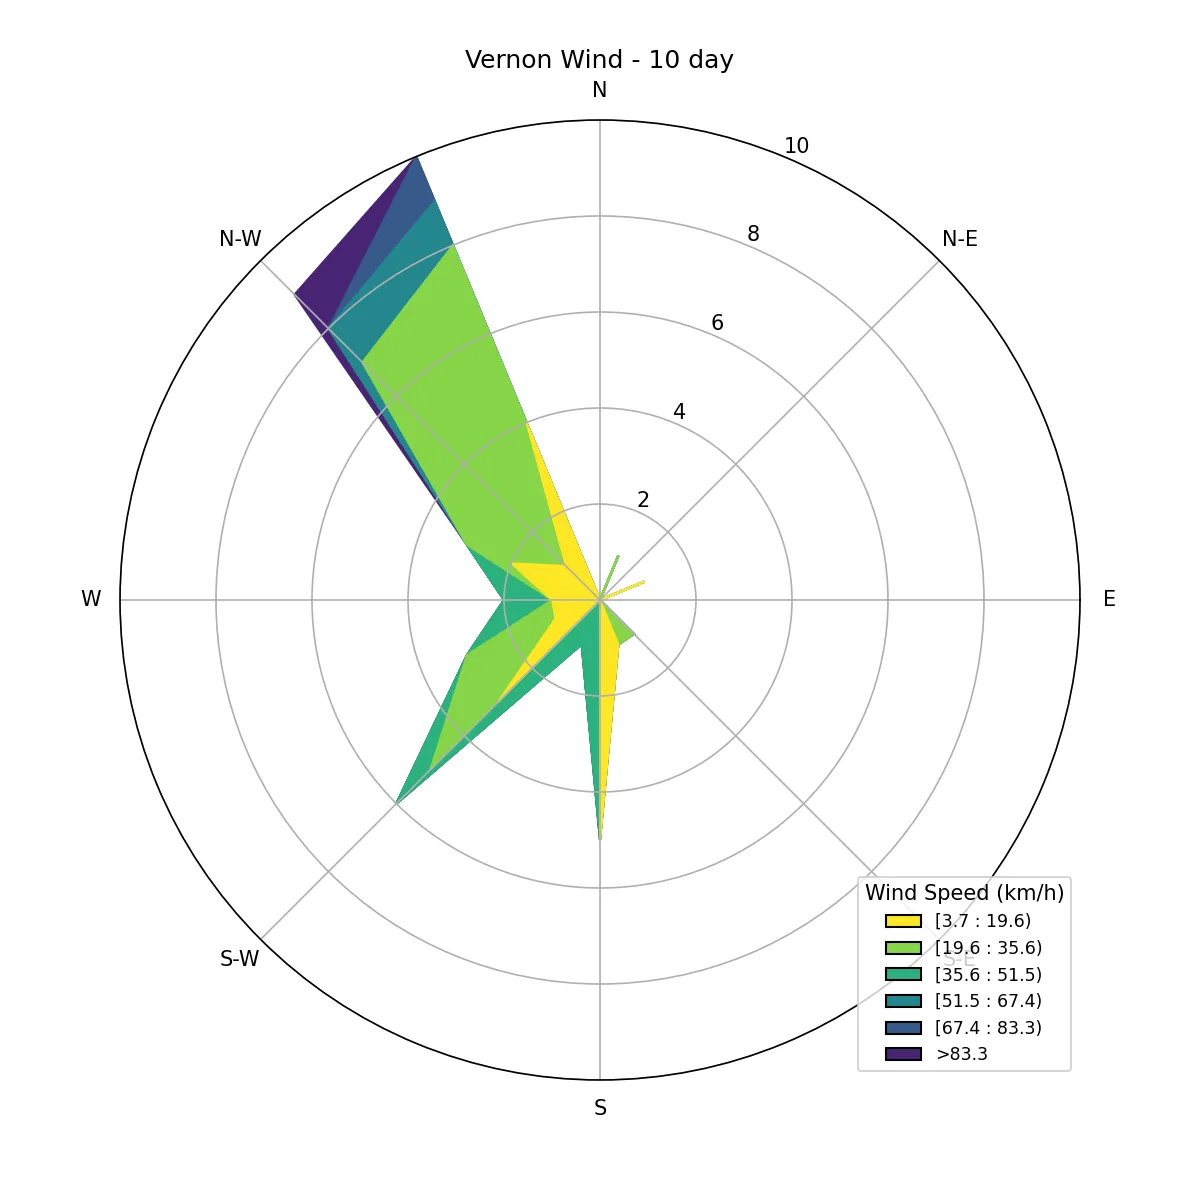 Vernon Wind - 10 day
N
10
N-W
N-E
8
6
4
2
W
E
Wind Speed (km/h)
[3.7 : 19.6)
[19.6 : 35.6)
S-W
S-E
[35.6 : 51.5)
[51.5 : 67.4)
[67.4 : 83.3)
>83.3
S